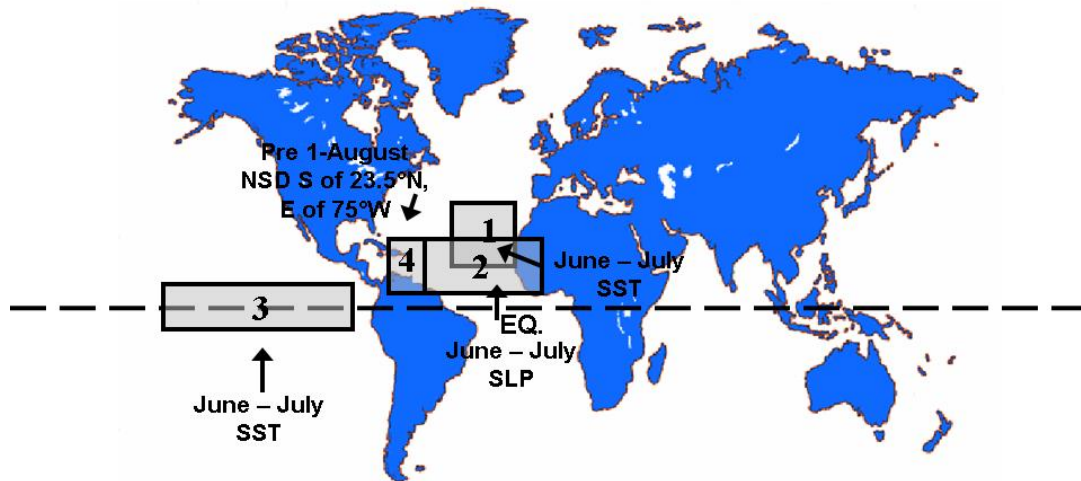 Pre 1-August
NSD S of 23.5°N,
E of 75°W
1
4
2
June – July
SST
3
EQ.
June – July
SLP
June – July
SST